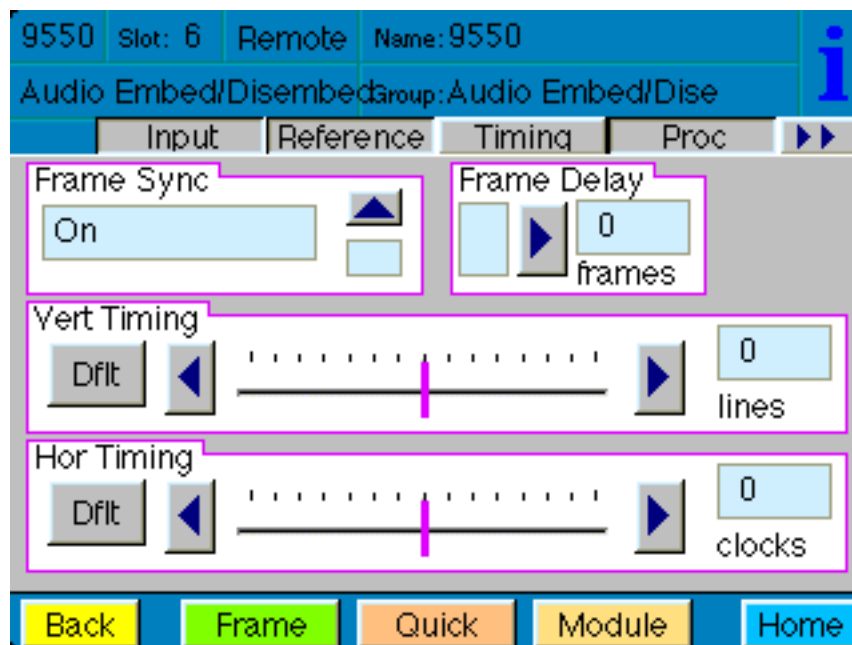 9550 Slot: 6 Remote Name: 9550
Audio Embed/Disembed Group: Audio Embed/Dise
i
Input Reference Timing Proc
Frame Sync Frame Delay
On 0
frames
Vert Timing
Dflt 0
lines
Hor Timing
Dflt 0
clocks
Back Frame Quick Module Home